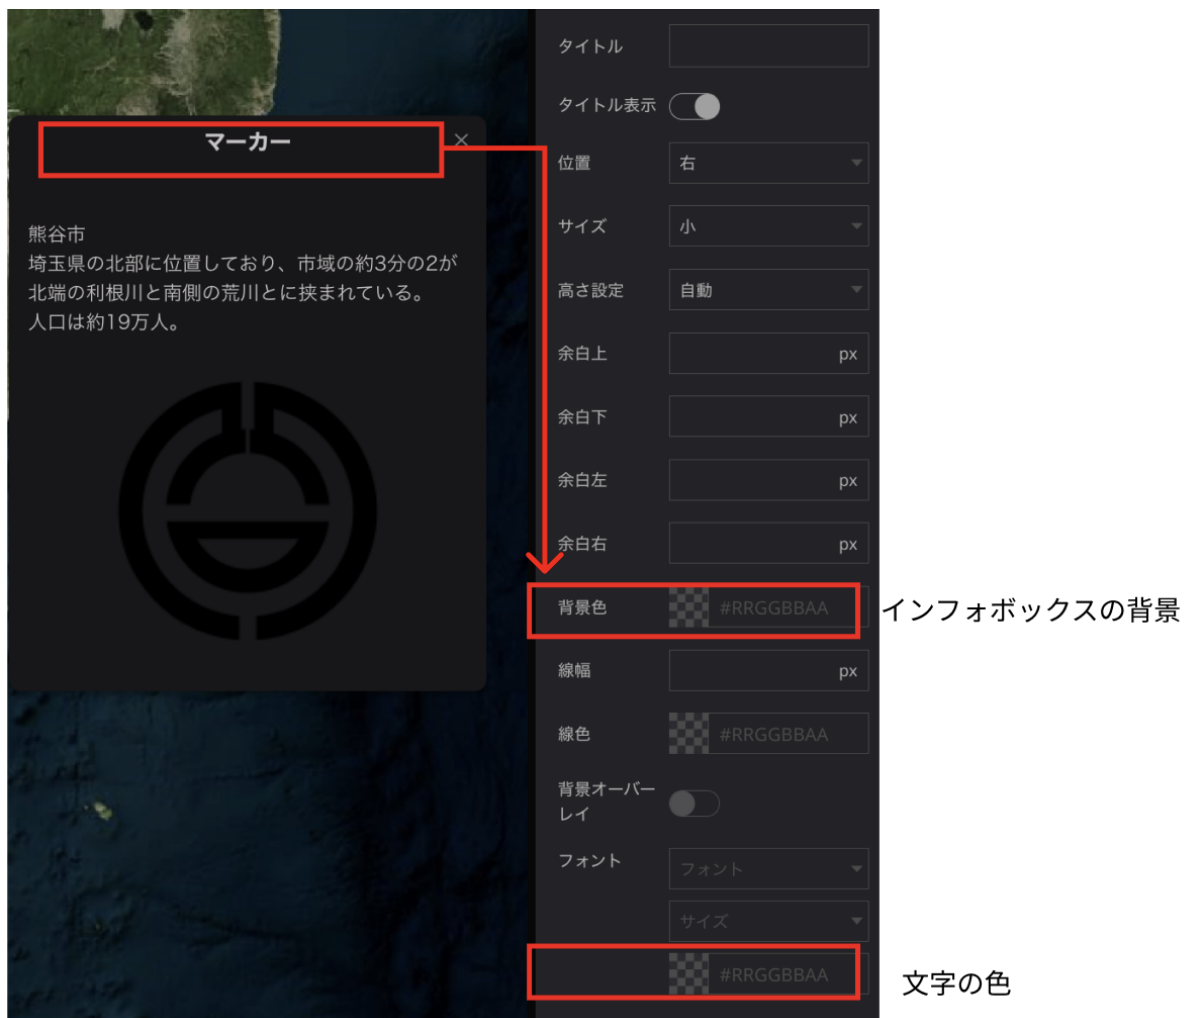 マーカー
×
熊谷市
埼玉県の北部に位置しており、市域の約3分の2が
北端の利根川と南側の荒川とに挟まれている。
人口は約19万人。
タイトル
タイトル表示
位置
右
サイズ
小
高さ設定
自動
余白上
px
余白下
px
余白左
px
余白右
px
背景色
#RRGGBBAA
インフォボックスの背景
線幅
px
線色
#RRGGBBAA
背景オーバー
レイ
フォント
フォント
サイズ
#RRGGBBAA
文字の色